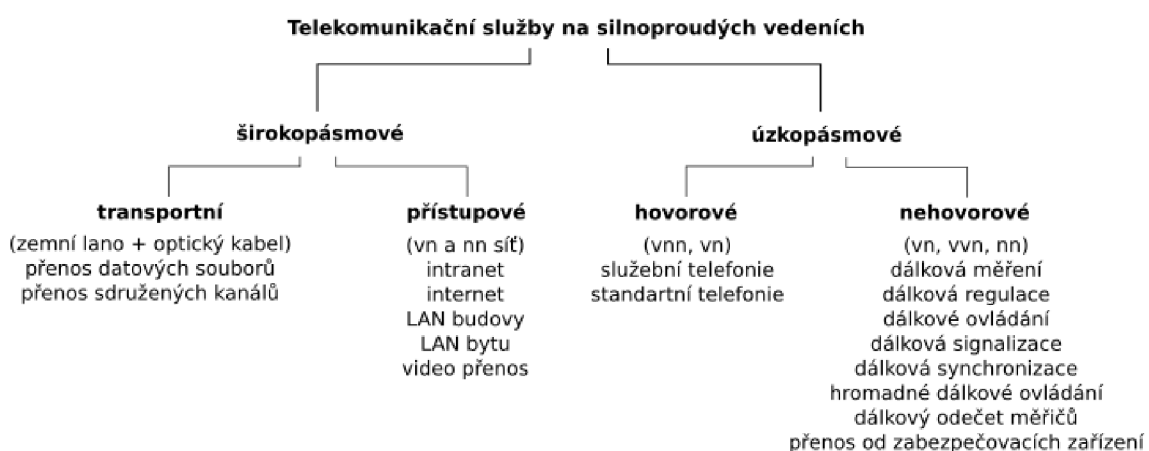 Telekomunikační služby na silnoproudých vedeních
širokopásmové
úzkopásmové
transportní
(zemní lano + optický kabel)
přenos datových souborů
přenos sdružených kanálů
přístupové
(vn a nn síť)
intranet
internet
LAN budovy
LAN bytu
video přenos
hovorové
(vnn, vn)
služební telefonie
standartní telefonie
nehovorové
(vn, vvn, nn)
dálková měření
dálková regulace
dálkové ovládání
dálková signalizace
dálková synchronizace
hromadné dálkové ovládání
dálkový odečet měřičů
přenos od zabezpečovacích zařízení